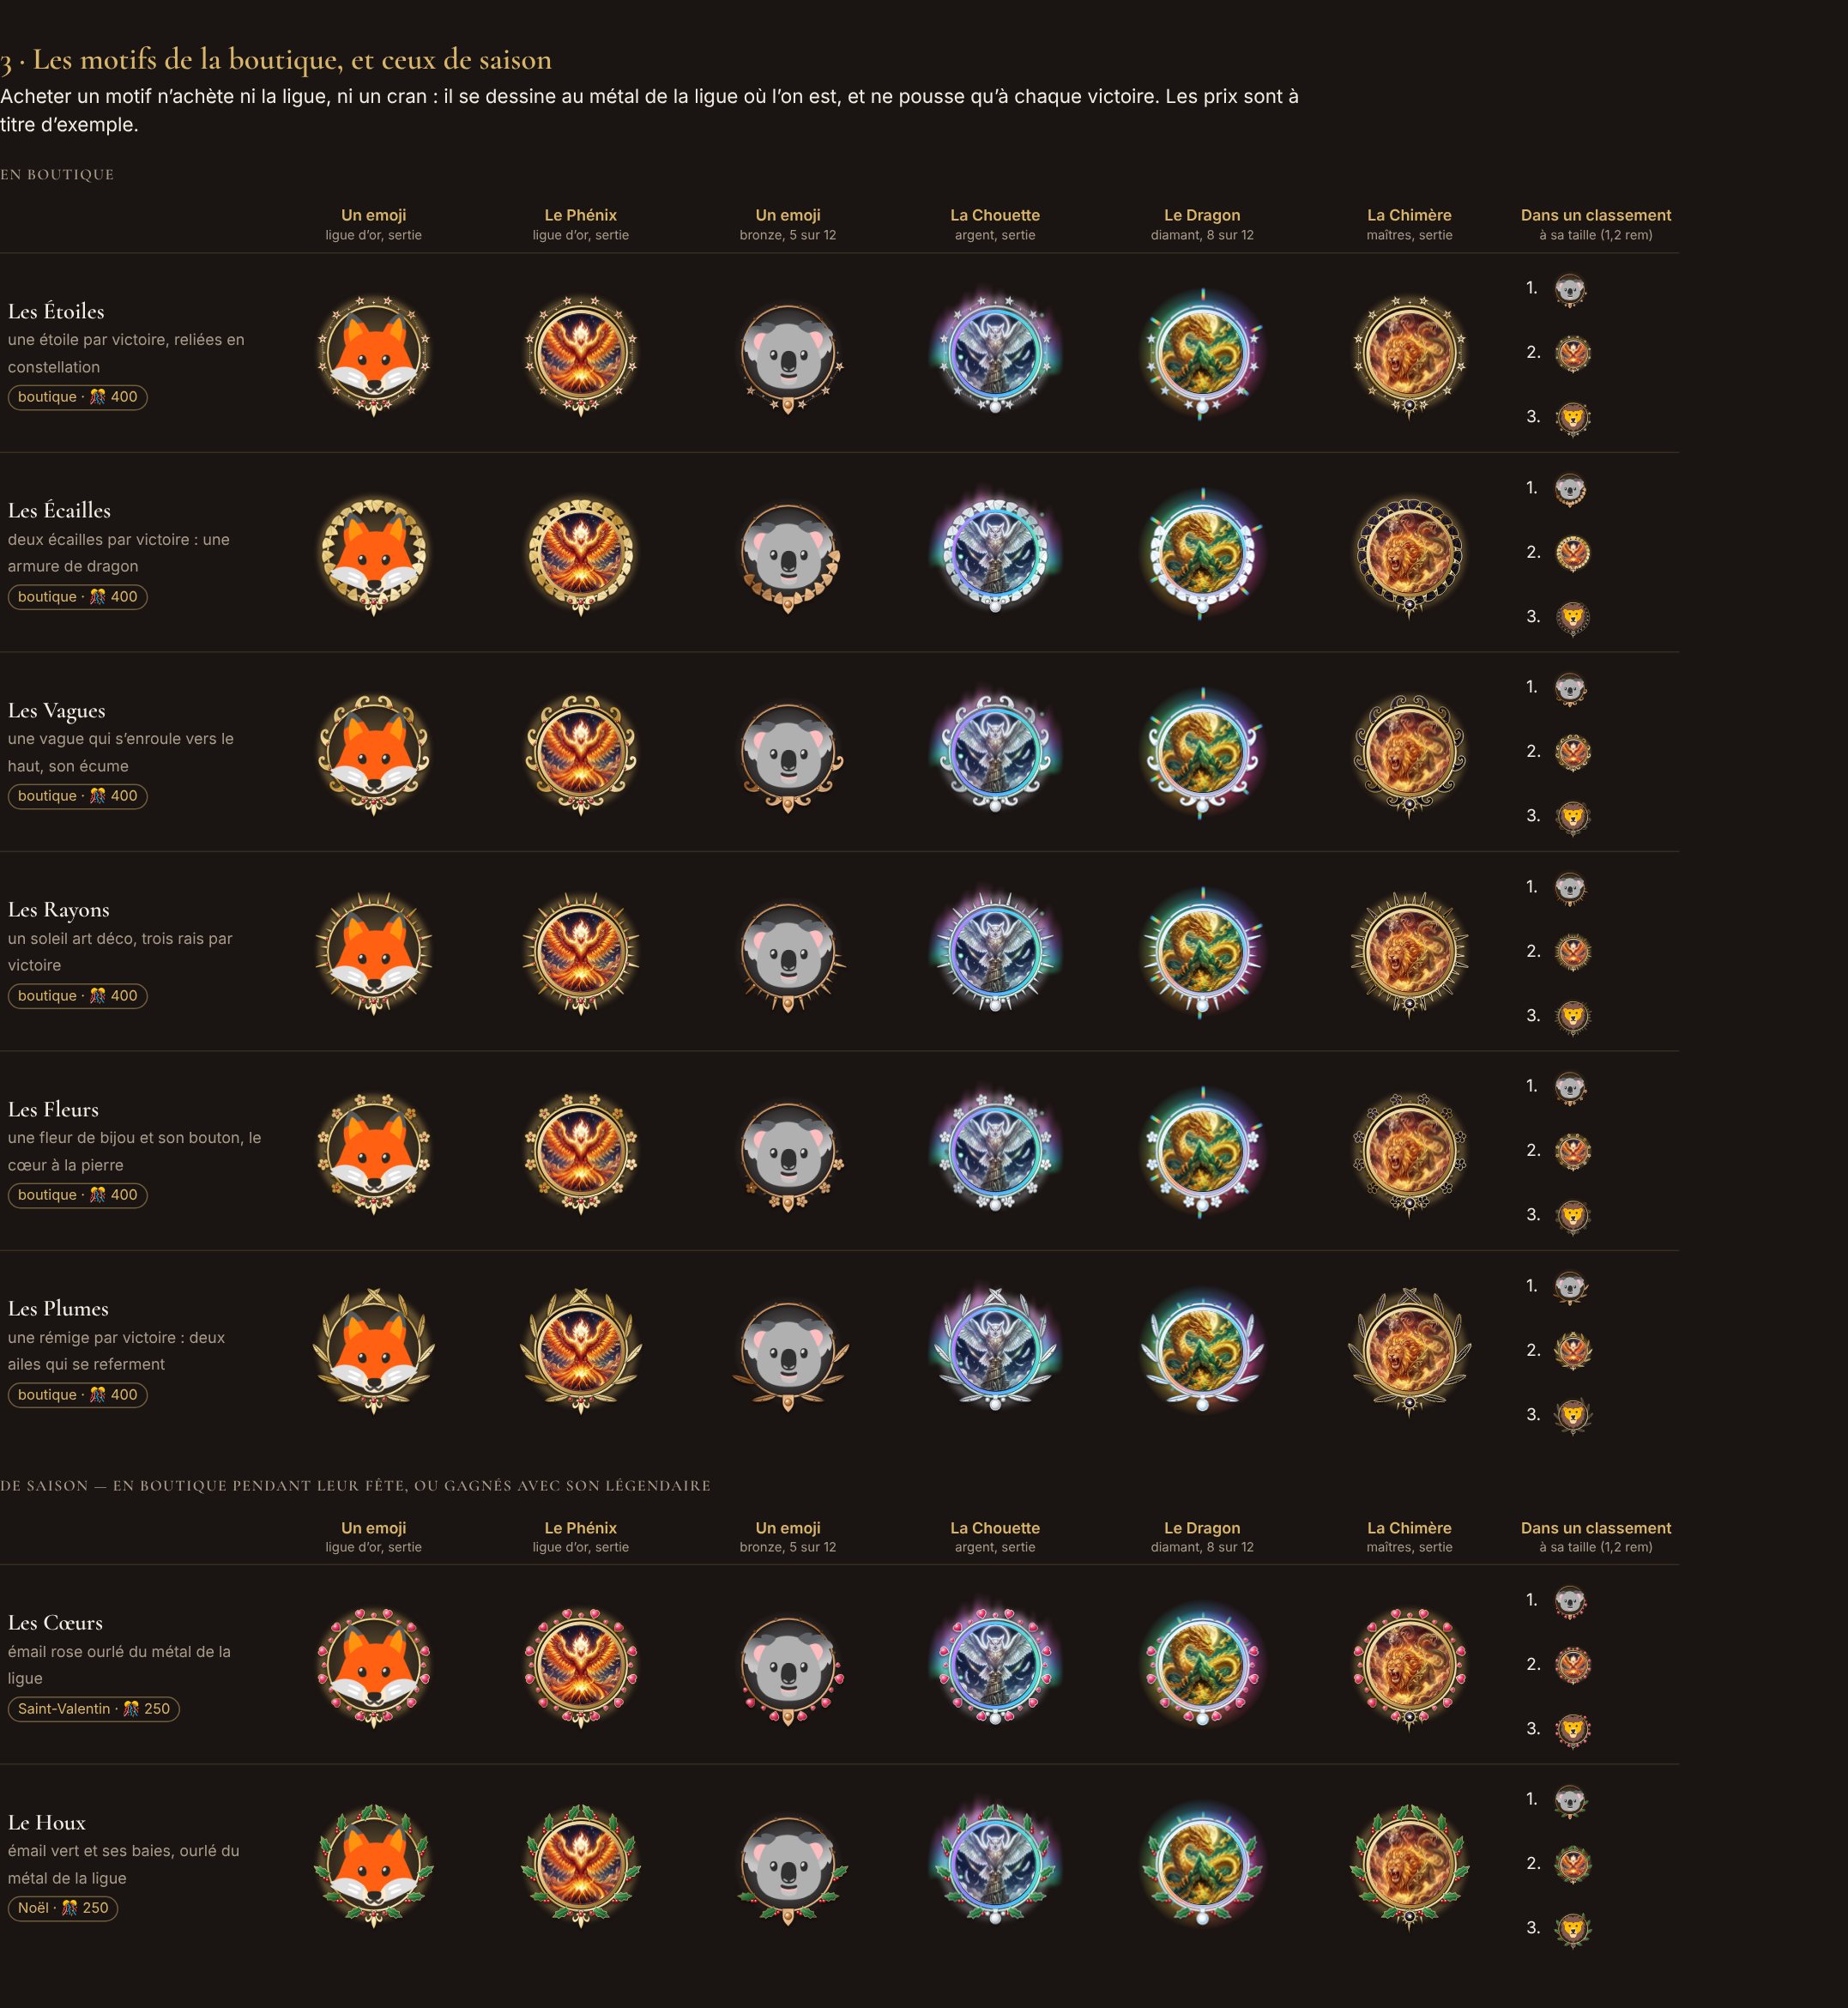 3 · Les motifs de la boutique, et ceux de saison
Acheter un motif n’achète ni la ligue, ni un cran : il se dessine au métal de la ligue où l’on est, et ne pousse qu’à chaque victoire. Les prix sont à
titre d’exemple.
EN BOUTIQUE
Un emoji
ligue d’or, sertie
Le Phénix
ligue d’or, sertie
Un emoji
bronze, 5 sur 12
La Chouette
argent, sertie
Le Dragon
diamant, 8 sur 12
La Chimère
maîtres, sertie
Dans un classement
à sa taille (1,2 rem)
Les Étoiles
une étoile par victoire, reliées en
constellation
boutique · 🎊 400
1.
2.
3.
Les Écailles
deux écailles par victoire : une
armure de dragon
boutique · 🎊 400
1.
2.
3.
Les Vagues
une vague qui s’enroule vers le
haut, son écume
boutique · 🎊 400
1.
2.
3.
Les Rayons
un soleil art déco, trois rais par
victoire
boutique · 🎊 400
1.
2.
3.
Les Fleurs
une fleur de bijou et son bouton, le
cœur à la pierre
boutique · 🎊 400
1.
2.
3.
Les Plumes
une rémige par victoire : deux
ailes qui se referment
boutique · 🎊 400
1.
2.
3.
DE SAISON — EN BOUTIQUE PENDANT LEUR FÊTE, OU GAGNÉS AVEC SON LÉGENDAIRE
Un emoji
ligue d’or, sertie
Le Phénix
ligue d’or, sertie
Un emoji
bronze, 5 sur 12
La Chouette
argent, sertie
Le Dragon
diamant, 8 sur 12
La Chimère
maîtres, sertie
Dans un classement
à sa taille (1,2 rem)
Les Cœurs
émail rose ourlé du métal de la
ligue
Saint-Valentin · 🎊 250
1.
2.
3.
Le Houx
émail vert et ses baies, ourlé du
métal de la ligue
Noël · 🎊 250
1.
2.
3.